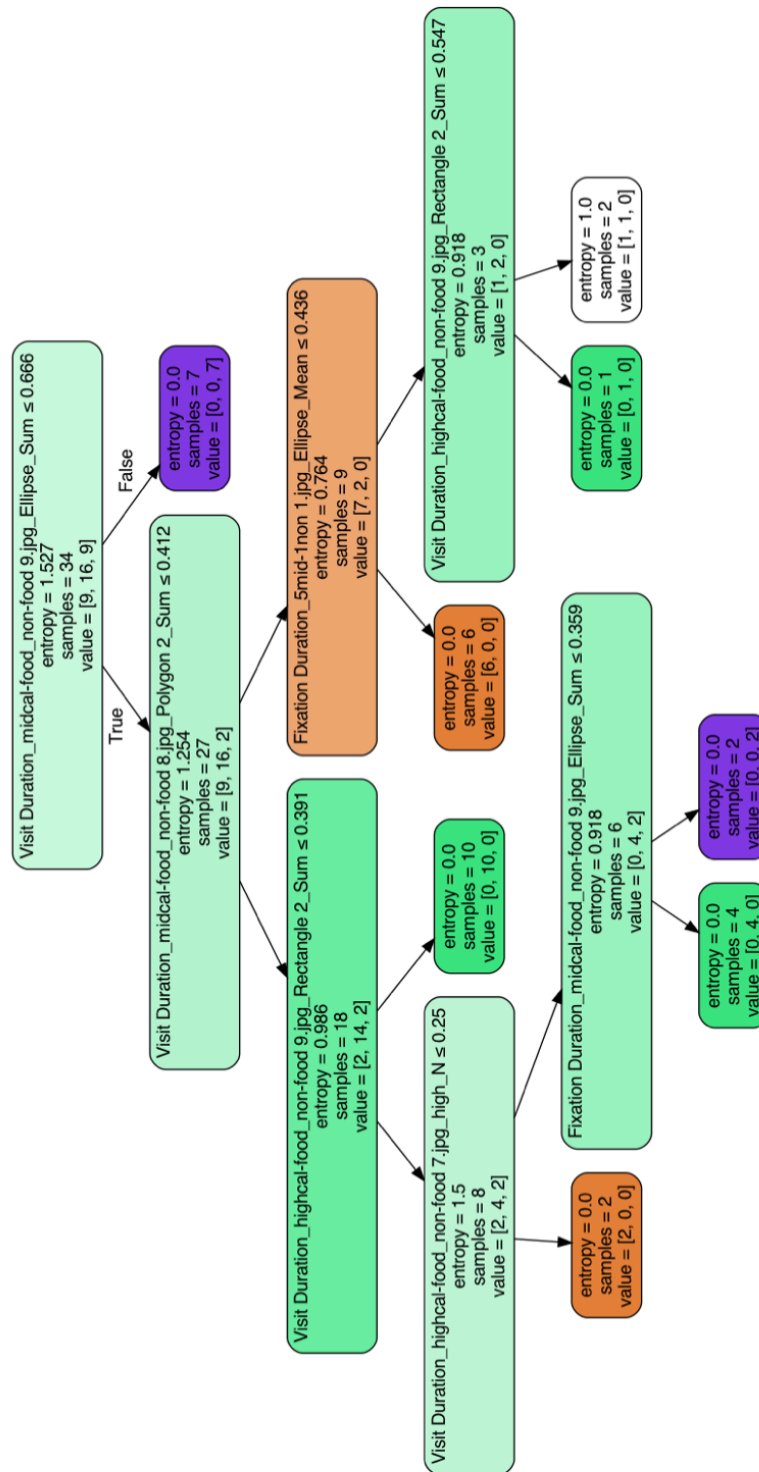 Visit Duration_midcal-food_non-food 9.jpg_Ellipse_Sum ≤ 0.666
entropy = 1.527
samples = 34
value = [9, 16, 9]
True
False
Visit Duration_midcal-food_non-food 8.jpg_Polygon 2_Sum ≤ 0.412
entropy = 1.254
samples = 27
value = [9, 16, 2]
entropy = 0.0
samples = 7
value = [0, 0, 7]
Visit Duration_highcal-food_non-food 9.jpg_Rectangle 2_Sum ≤ 0.391
entropy = 0.986
samples = 18
value = [2, 14, 2]
Fixation Duration_5mid-1non 1.jpg_Ellipse_Mean ≤ 0.436
entropy = 0.764
samples = 9
value = [7, 2, 0]
Visit Duration_highcal-food_non-food 7.jpg_high_N ≤ 0.25
entropy = 1.5
samples = 8
value = [2, 4, 2]
entropy = 0.0
samples = 10
value = [0, 10, 0]
entropy = 0.0
samples = 6
value = [6, 0, 0]
Visit Duration_highcal-food_non-food 9.jpg_Rectangle 2_Sum ≤ 0.547
entropy = 0.918
samples = 3
value = [1, 2, 0]
entropy = 0.0
samples = 2
value = [2, 0, 0]
Fixation Duration_midcal-food_non-food 9.jpg_Ellipse_Sum ≤ 0.359
entropy = 0.918
samples = 6
value = [0, 4, 2]
entropy = 0.0
samples = 1
value = [0, 1, 0]
entropy = 1.0
samples = 2
value = [1, 1, 0]
entropy = 0.0
samples = 4
value = [0, 4, 0]
entropy = 0.0
samples = 2
value = [0, 0, 2]